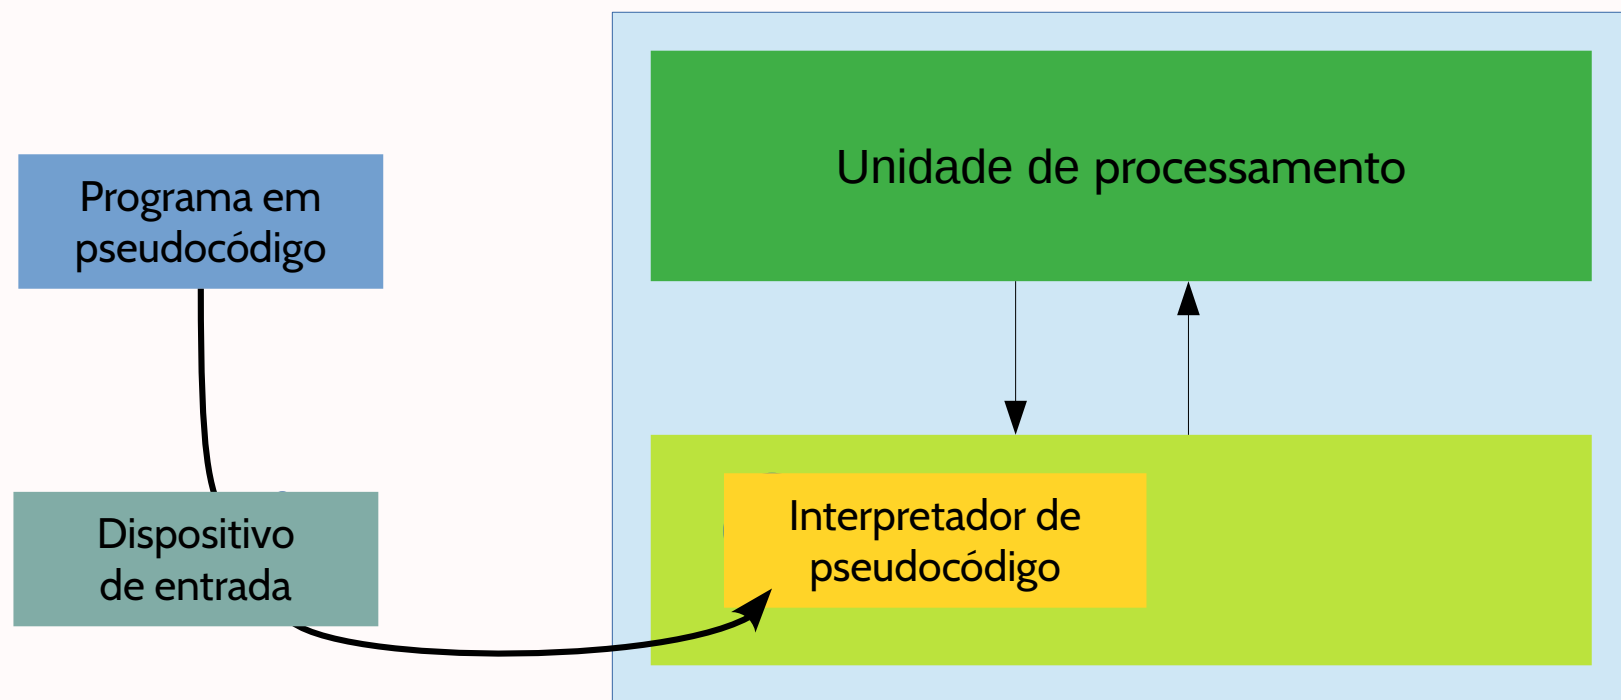 Unidade de processamento
Programa em
pseudocódigo
Interpretador de
pseudocódigo
Dispositivo
de entrada